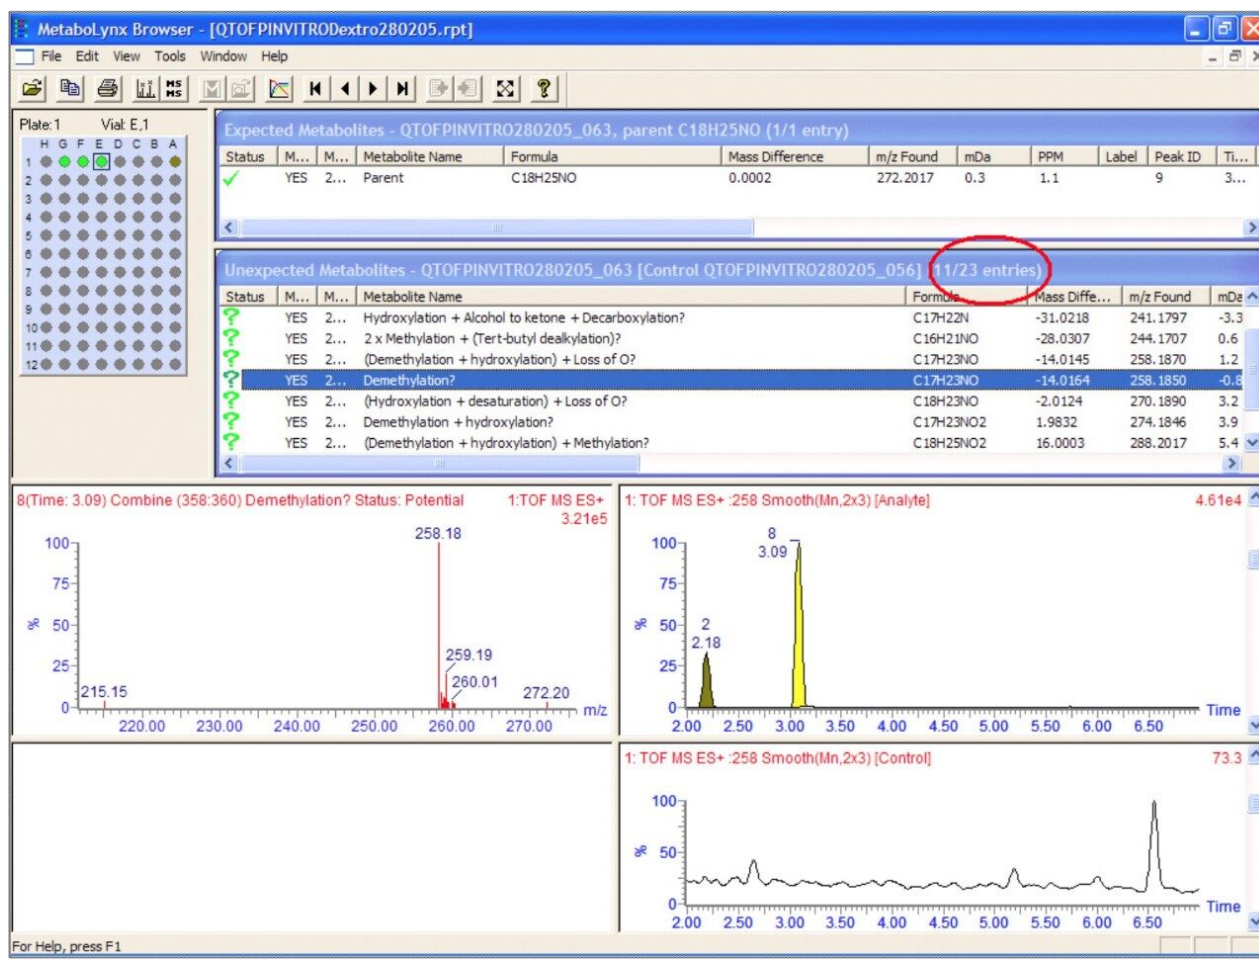 MetaboLynx Browser - [QTOFPINVITRODextro280205.rpt]
File Edit View Tools Window Help
MS
MS
Plate:1 Vial: E,1
H G F E D C B A
1
2
3
4
5
6
7
8
9
10
11
12
Expected Metabolites - QTOFPINVITRO280205_063, parent C18H25NO (1/1 entry)
Status M... M... Metabolite Name Formula Mass Difference m/z Found mDa PPM Label Peak ID Ti...
YES 2... Parent C18H25NO 0.0002 272.2017 0.3 1.1 9 3...
Unexpected Metabolites - QTOFPINVITRO280205_063 [Control QTOFPINVITRO280205_056] (11/23 entries)
Status M... M... Metabolite Name Formula Mass Diffe... m/z Found mDa
? YES 2... Hydroxylation + Alcohol to ketone + Decarboxylation? C17H22N -31.0218 241.1797 -3.3
? YES 2... 2 x Methylation + (Tert-butyl dealkylation)? C16H21NO -28.0307 244.1707 0.6
? YES 2... (Demethylation + hydroxylation) + Loss of O? C17H23NO -14.0145 258.1870 1.2
? YES 2... Demethylation? C17H23NO -14.0164 258.1850 -0.8
? YES 2... (Hydroxylation + desaturation) + Loss of O? C18H23NO -2.0124 270.1890 3.2
? YES 2... Demethylation + hydroxylation? C17H23NO2 1.9832 274.1846 3.9
? YES 2... (Demethylation + hydroxylation) + Methylation? C18H25NO2 16.0003 288.2017 5.4
8(Time: 3.09) Combine (358:360) Demethylation? Status: Potential 1:TOF MS ES+
3.21e5
258.18
100
75
% 50
259.19
25
260.01
215.15 272.20
0
m/z
220.00 230.00 240.00 250.00 260.00 270.00
1: TOF MS ES+ :258 Smooth(Mn,2x3) [Analyte] 4.61e4
8
3.09
100
75
% 50
2
2.18
25
0
Time
2.00 2.50 3.00 3.50 4.00 4.50 5.00 5.50 6.00 6.50
1: TOF MS ES+ :258 Smooth(Mn,2x3) [Control] 73.3
100
% 50
0
Time
2.00 2.50 3.00 3.50 4.00 4.50 5.00 5.50 6.00 6.50
For Help, press F1